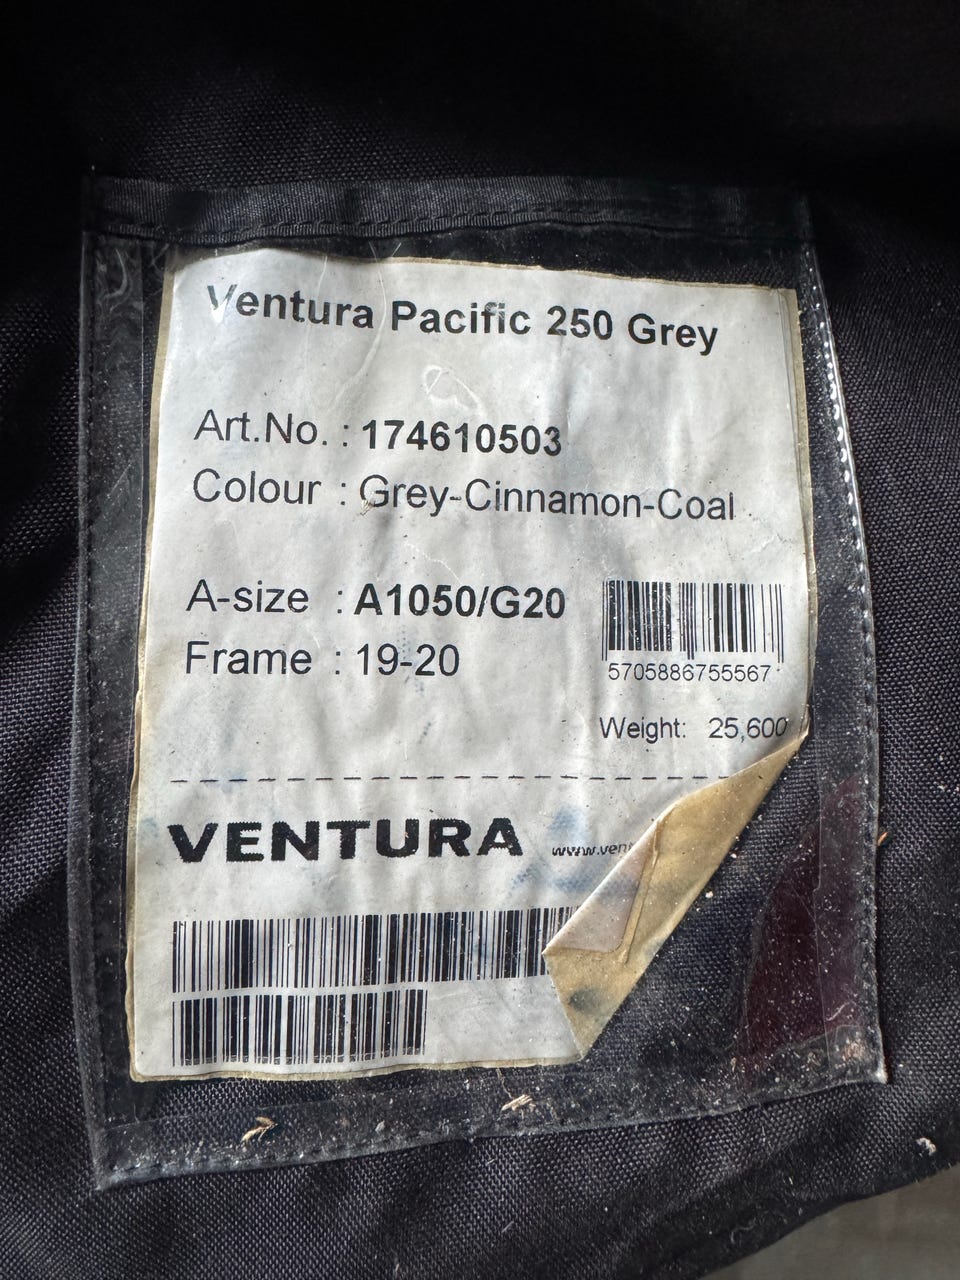 Ventura Pacific 250 Grey
Art.No. : 174610503
Colour : Grey-Cinnamon-Coal
A-size : A1050/G20
Frame : 19-20
5705886755567
Weight: 25,600
VENTURA